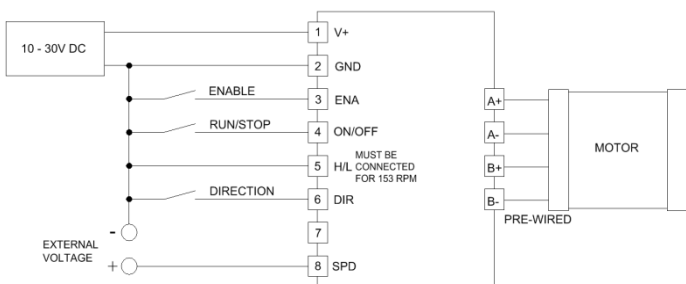 10 - 30V DC
1 V+
2 GND
ENABLE
3 ENA
RUN/STOP
4 ON/OFF
5 H/L MUST BE
CONNECTED
FOR 153 RPM
DIRECTION
6 DIR
7
- 
EXTERNAL
VOLTAGE
+
8 SPD
A+
A-
B+
B-
PRE-WIRED
MOTOR